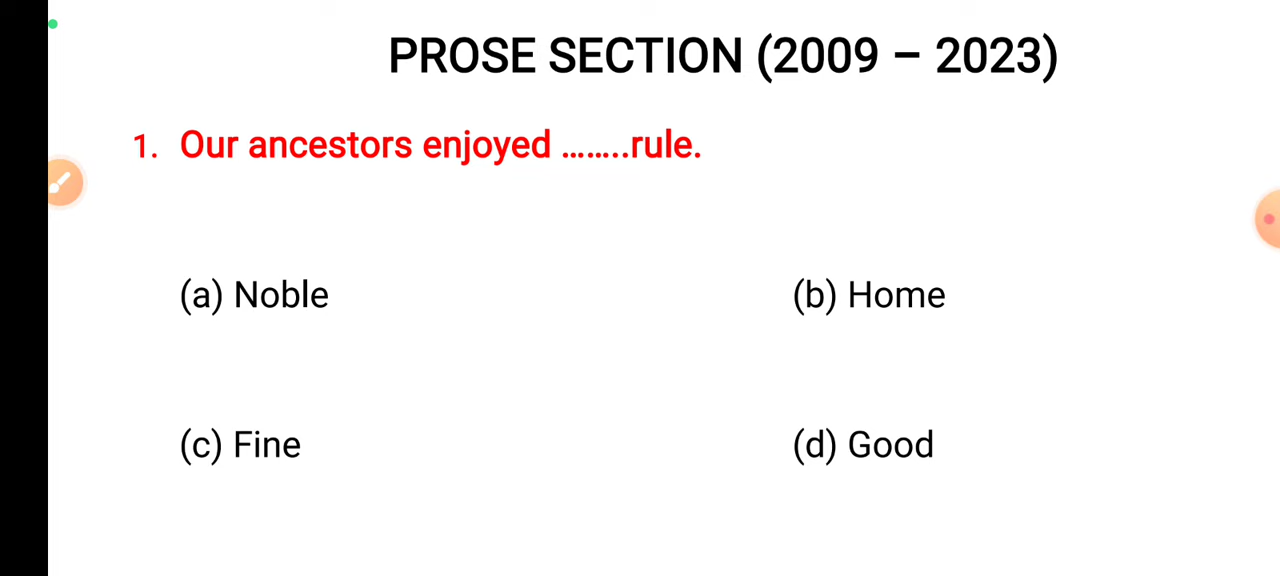 PROSE SECTION (2009 – 2023)
1. Our ancestors enjoyed ……..rule.
(a) Noble (b) Home
(c) Fine (d) Good